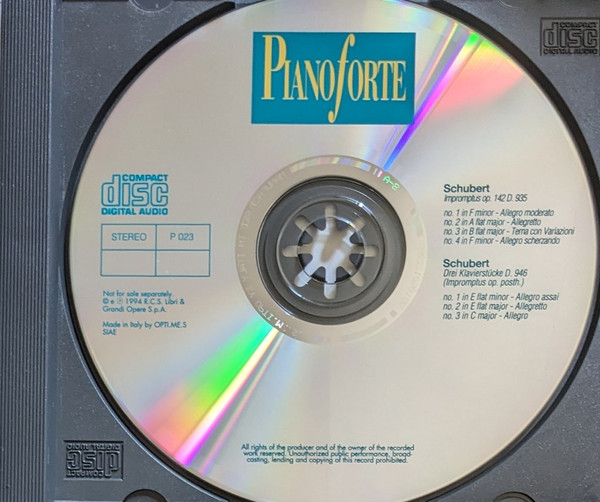 PIANOFORTE
COMPACT
disc
DIGITAL AUDIO
STEREO P 023
Not for sale separately
© e ℗ 1994 R.C.S. Libri &
Grandi Opere S.p.A.
Made in Italy by OPTI.ME.S
SIAE
A-2
Schubert
Impromptus op. 142 D. 935
no. 1 in F minor - Allegro moderato
no. 2 in A flat major - Allegretto
no. 3 in B flat major - Tema con Variazioni
no. 4 in F minor - Allegro scherzando
Schubert
Drei Klavierstücke D. 946
(Impromptus op. posth.)
no. 1 in E flat minor - Allegro assai
no. 2 in E flat major - Allegretto
no. 3 in C major - Allegro
All rights of the producer and of the owner of the recorded
work reserved. Unauthorized public performance, broad-
casting, lending and copying of this record prohibited.
COMPACT
disc
DIGITAL AUDIO
COMPACT
disc
DIGITAL AUDIO